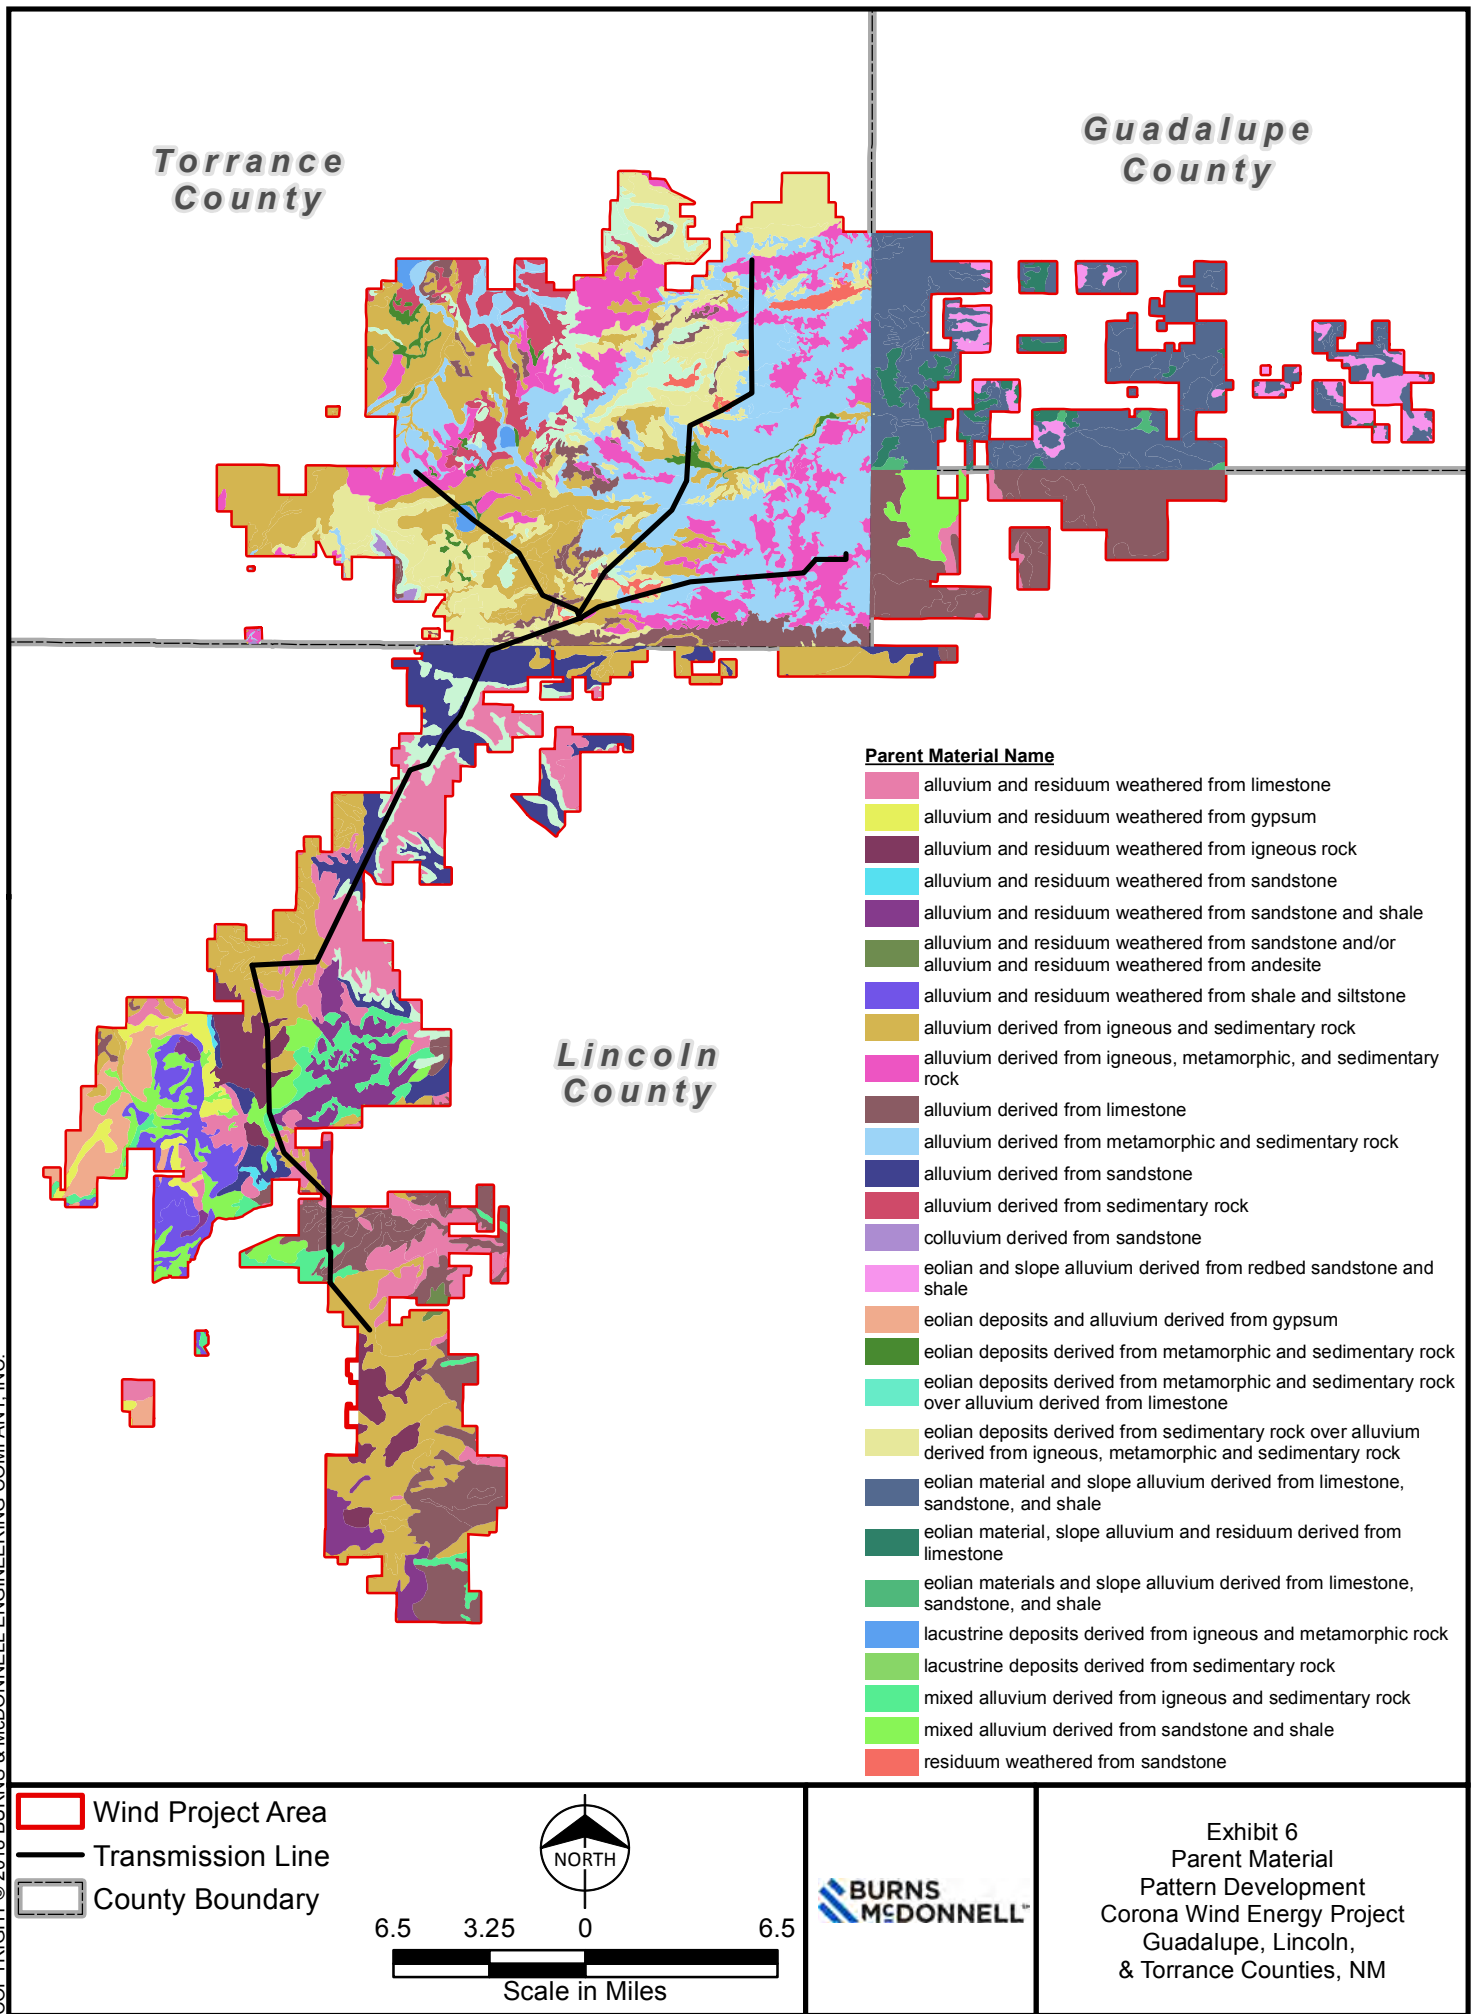 Torrance
County
Guadalupe
County
Lincoln
County
Parent Material Name
alluvium and residuum weathered from limestone
alluvium and residuum weathered from gypsum
alluvium and residuum weathered from igneous rock
alluvium and residuum weathered from sandstone
alluvium and residuum weathered from sandstone and shale
alluvium and residuum weathered from sandstone and/or
alluvium and residuum weathered from andesite
alluvium and residuum weathered from shale and siltstone
alluvium derived from igneous and sedimentary rock
alluvium derived from igneous, metamorphic, and sedimentary
rock
alluvium derived from limestone
alluvium derived from metamorphic and sedimentary rock
alluvium derived from sandstone
alluvium derived from sedimentary rock
colluvium derived from sandstone
eolian and slope alluvium derived from redbed sandstone and
shale
eolian deposits and alluvium derived from gypsum
eolian deposits derived from metamorphic and sedimentary rock
eolian deposits derived from metamorphic and sedimentary rock
over alluvium derived from limestone
eolian deposits derived from sedimentary rock over alluvium
derived from igneous, metamorphic and sedimentary rock
eolian material and slope alluvium derived from limestone,
sandstone, and shale
eolian material, slope alluvium and residuum derived from
limestone
eolian materials and slope alluvium derived from limestone,
sandstone, and shale
lacustrine deposits derived from igneous and metamorphic rock
lacustrine deposits derived from sedimentary rock
mixed alluvium derived from igneous and sedimentary rock
mixed alluvium derived from sandstone and shale
residuum weathered from sandstone
Wind Project Area
Transmission Line
County Boundary
NORTH
6.5 3.25 0 6.5
Scale in Miles
BURNS
McDONNELL
Exhibit 6
Parent Material
Pattern Development
Corona Wind Energy Project
Guadalupe, Lincoln,
& Torrance Counties, NM